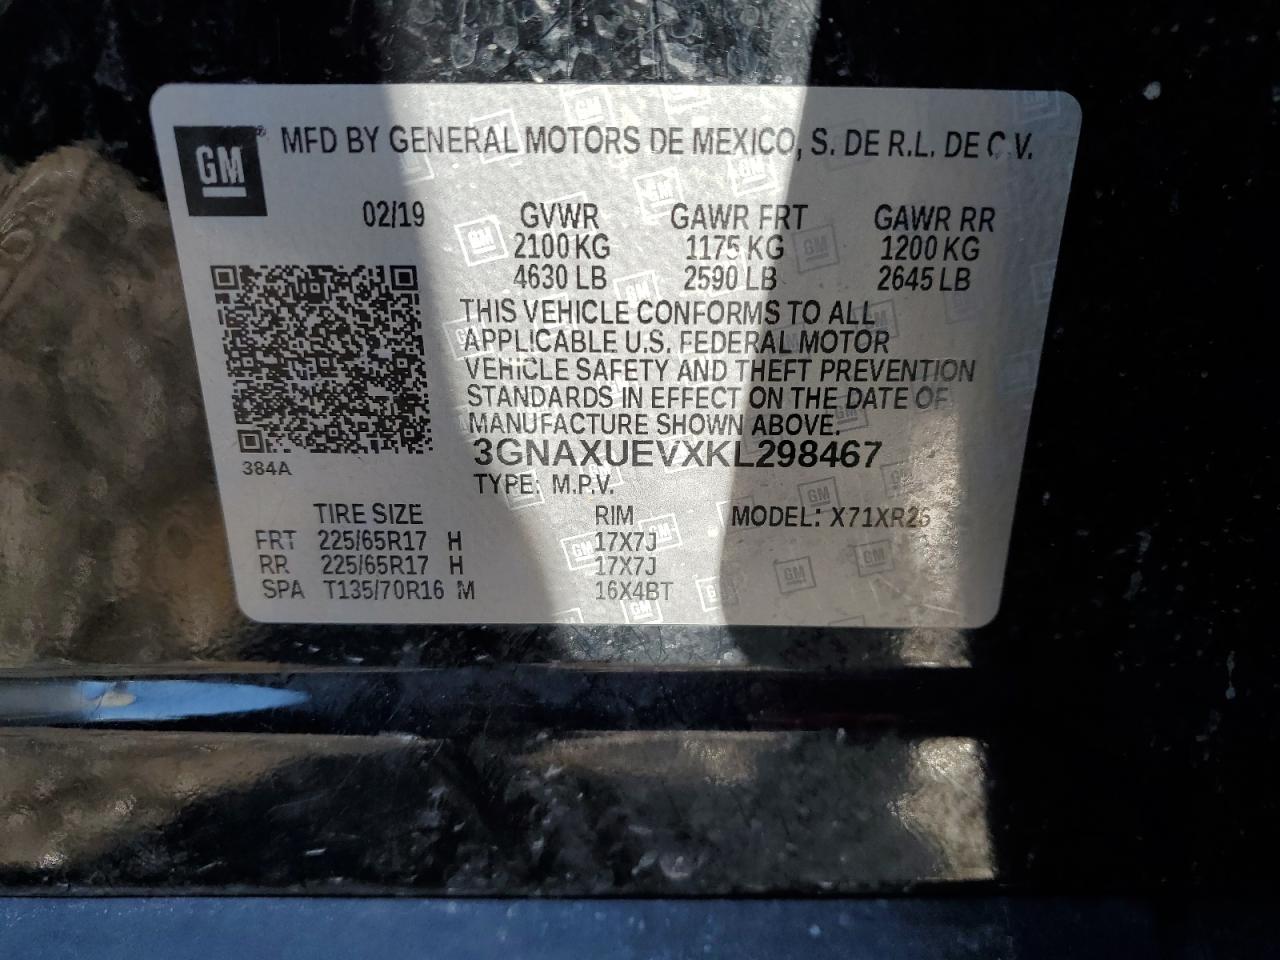 GM
MFD BY GENERAL MOTORS DE MEXICO, S. DE R.L. DE C.V.
02/19 GVWR GAWR FRT GAWR RR
2100 KG 1175 KG 1200 KG
4630 LB 2590 LB 2645 LB
THIS VEHICLE CONFORMS TO ALL
APPLICABLE U.S. FEDERAL MOTOR
VEHICLE SAFETY AND THEFT PREVENTION
STANDARDS IN EFFECT ON THE DATE OF
MANUFACTURE SHOWN ABOVE.
3GNAXUEVXKL298467
384A
TYPE: M.P.V.
TIRE SIZE RIM MODEL: X71XR26
FRT 225/65R17 H 17X7J
RR 225/65R17 H 17X7J
SPA T135/70R16 M 16X4BT